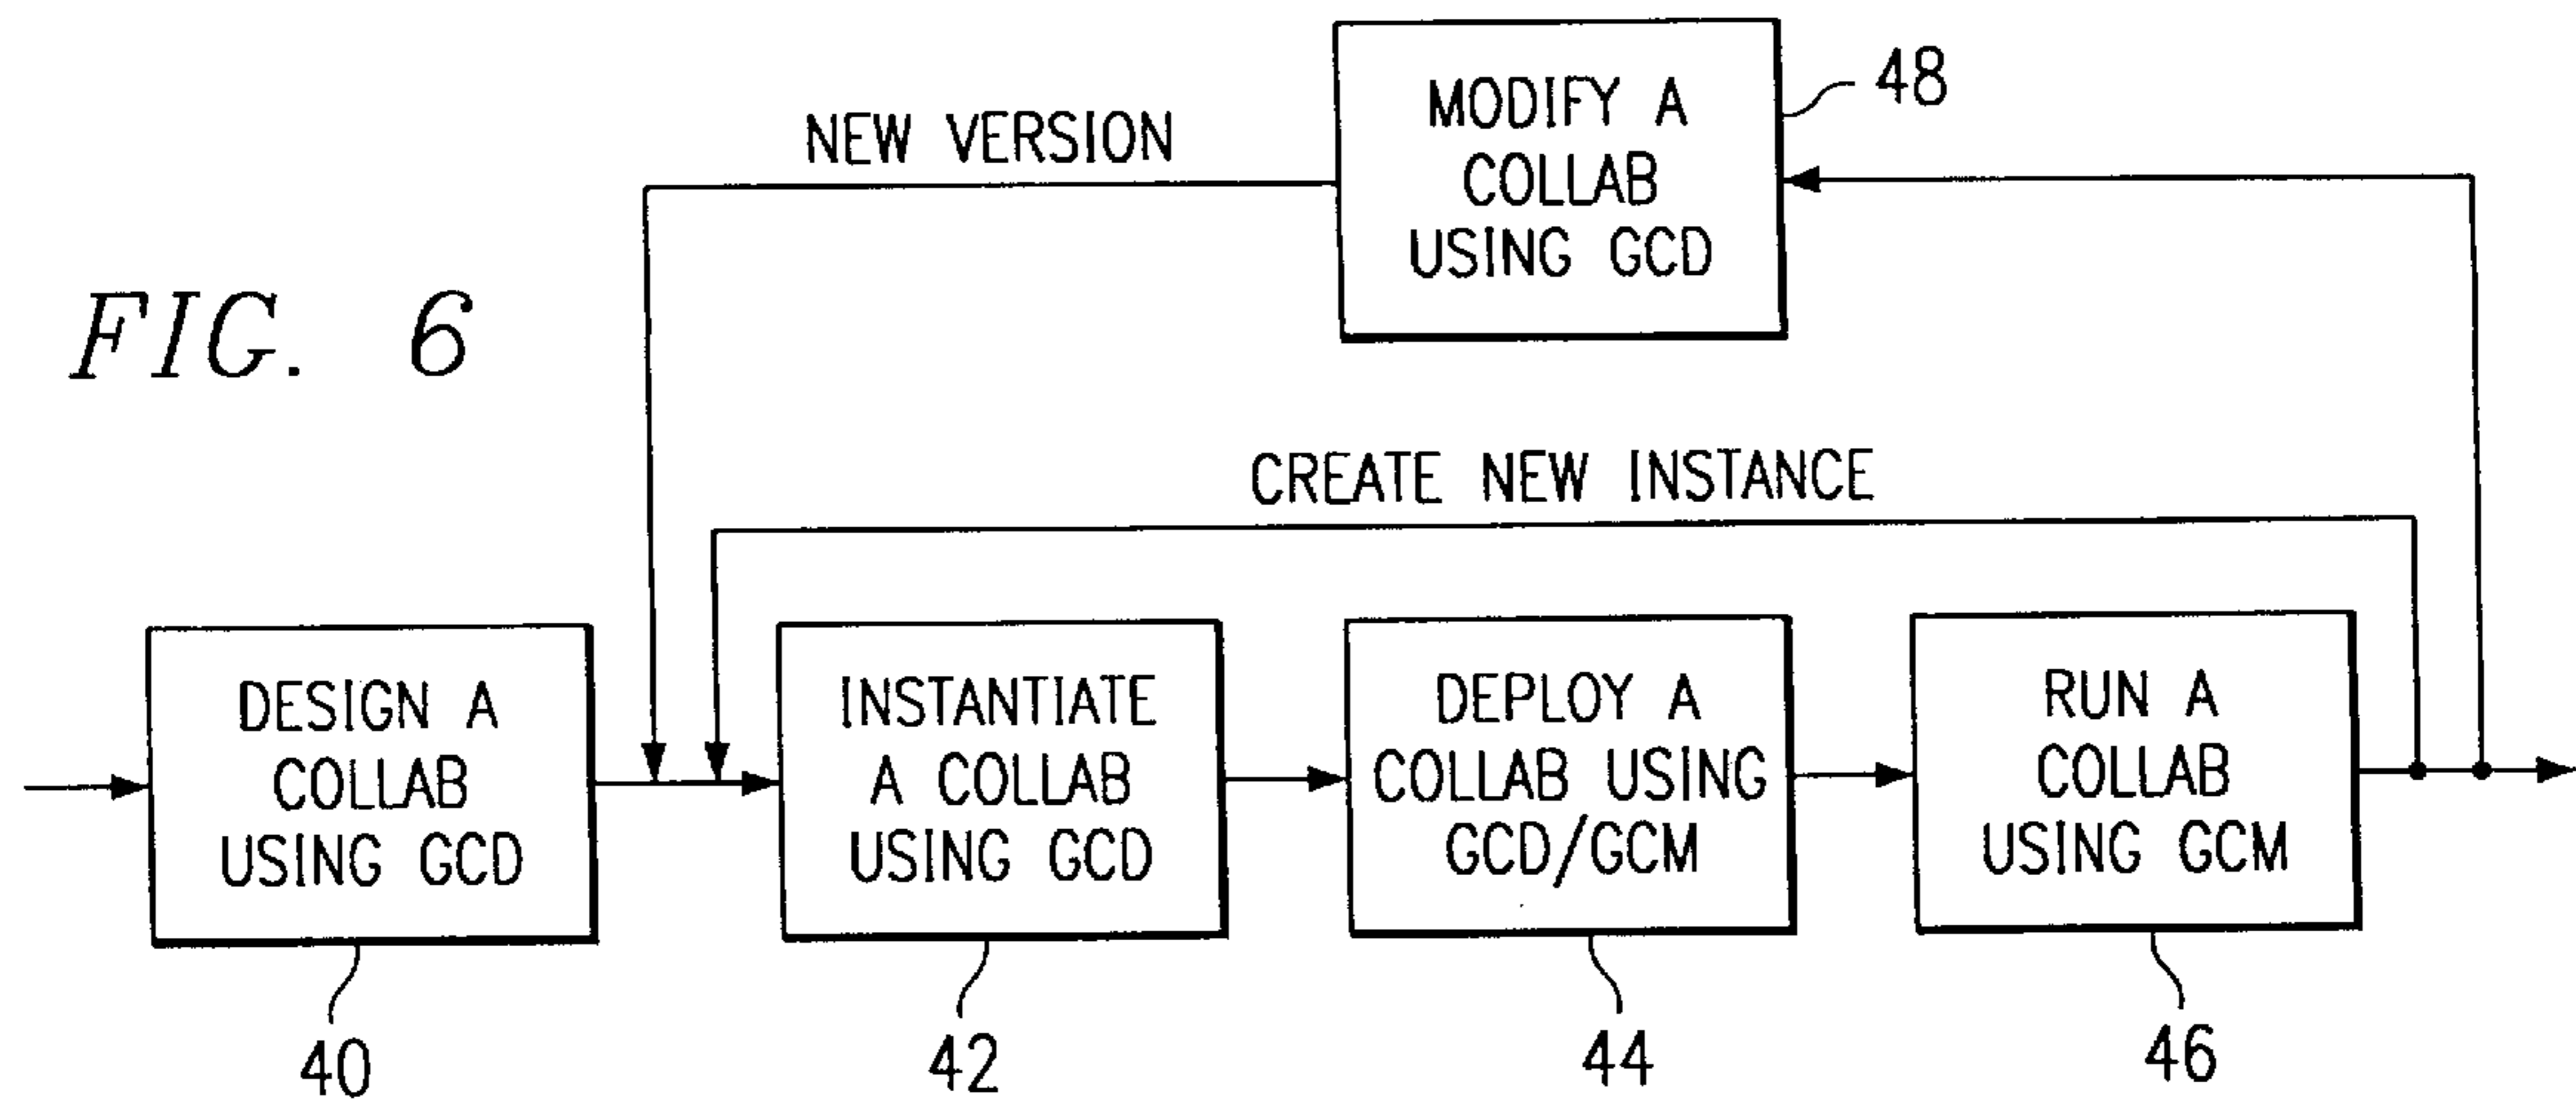 MODIFY A
COLLAB
USING GCD
48
NEW VERSION
FIG. 6
CREATE NEW INSTANCE
DESIGN A
COLLAB
USING GCD
INSTANTIATE
A COLLAB
USING GCD
DEPLOY A
COLLAB USING
GCD/GCM
RUN A
COLLAB
USING GCM
40
42
44
46